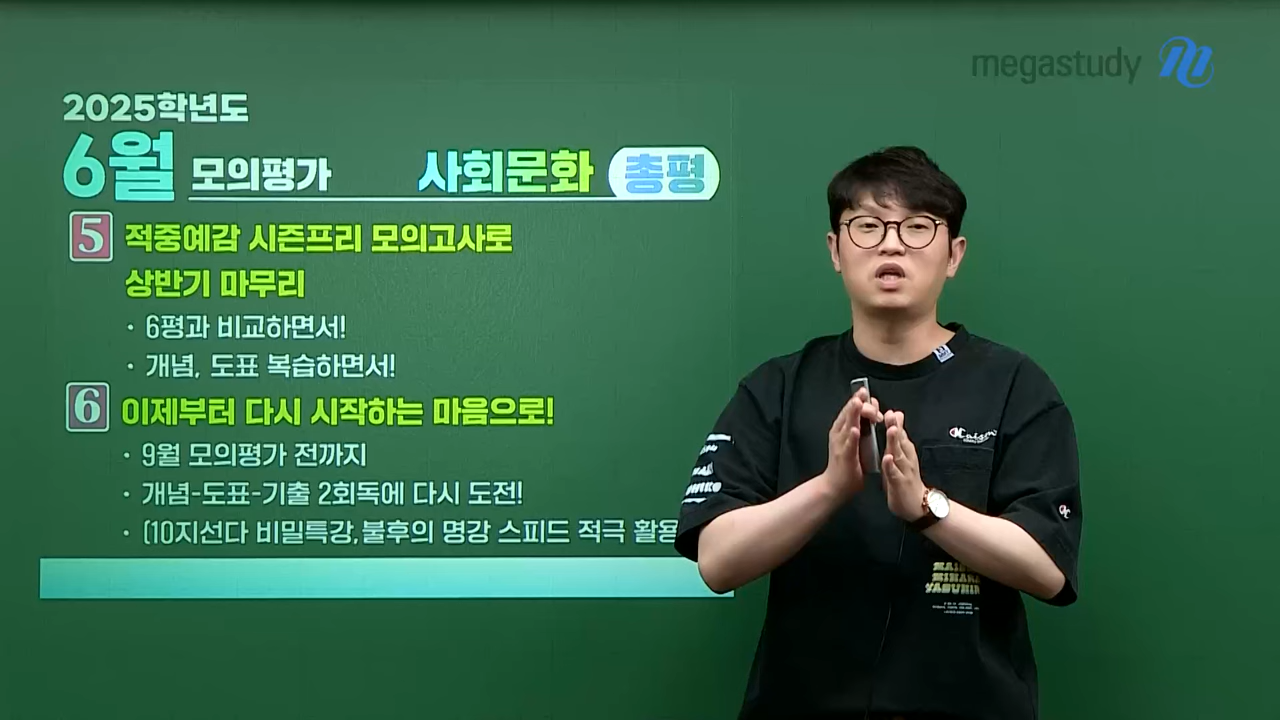 megastudy
2025학년도
6월 모의평가 사회문화 총평
5 적중예감 시즌프리 모의고사로
상반기 마무리
· 6평과 비교하면서!
· 개념, 도표 복습하면서!
6 이제부터 다시 시작하는 마음으로!
· 9월 모의평가 전까지
· 개념-도표-기출 2회독에 다시 도전!
· (10지선다 비밀특강,불후의 명강 스피드 적극 활용